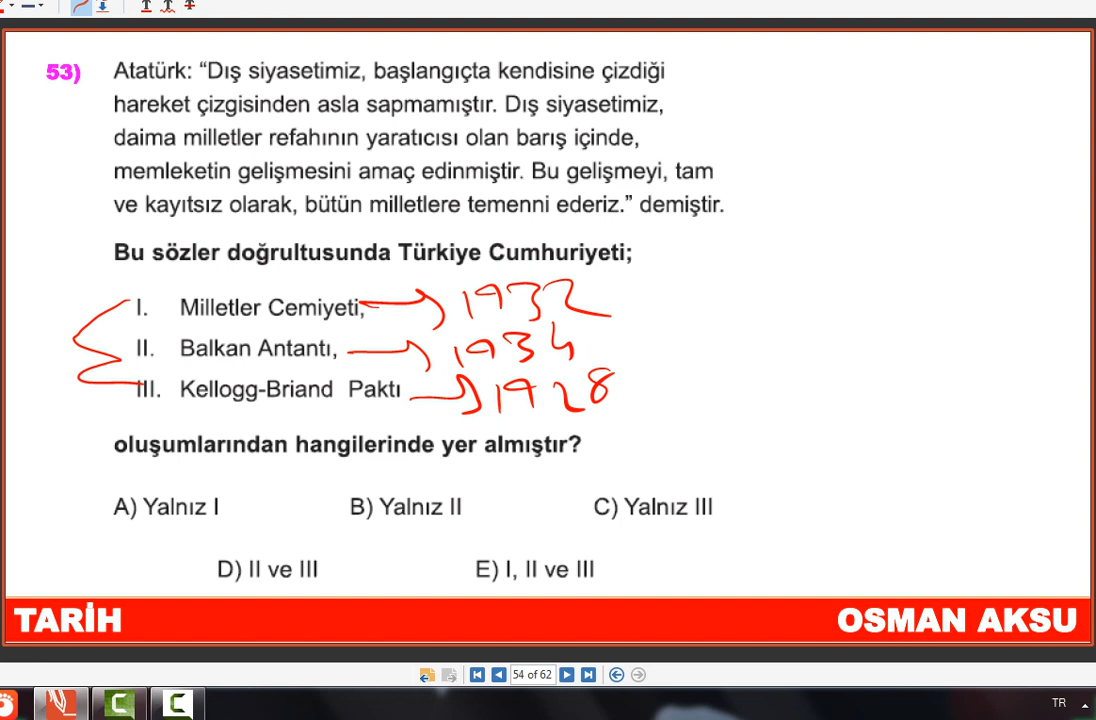 53) Atatürk: “Dış siyasetimiz, başlangıçta kendisine çizdiği
hareket çizgisinden asla sapmamıştır. Dış siyasetimiz,
daima milletler refahının yaratıcısı olan barış içinde,
memleketin gelişmesini amaç edinmiştir. Bu gelişmeyi, tam
ve kayıtsız olarak, bütün milletlere temenni ederiz.” demiştir.
Bu sözler doğrultusunda Türkiye Cumhuriyeti;
I. Milletler Cemiyeti, 1932
II. Balkan Antantı, 1934
III. Kellogg-Briand Paktı 1928
oluşumlarından hangilerinde yer almıştır?
A) Yalnız I B) Yalnız II C) Yalnız III
D) II ve III E) I, II ve III
TARİH OSMAN AKSU
54 of 62
TR